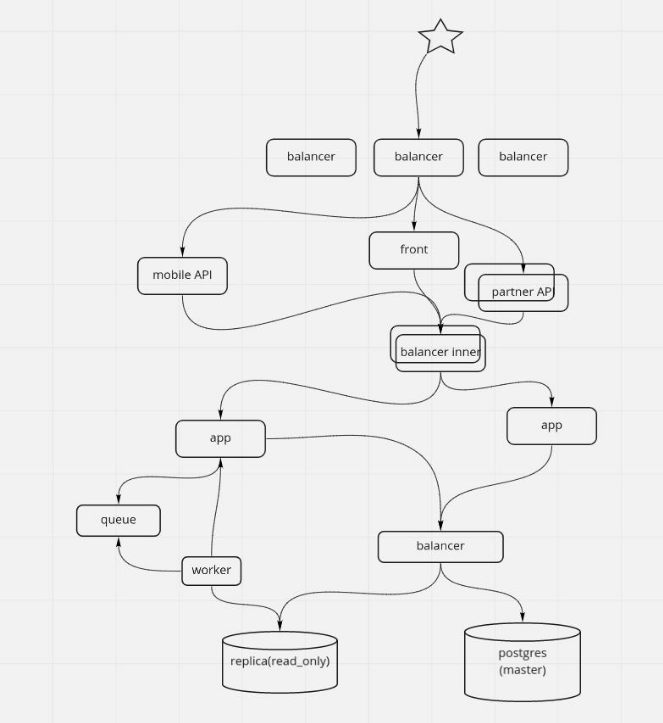 balancer
balancer
balancer
front
mobile API
partner API
balancer inner
app
app
queue
balancer
worker
replica(read_only)
postgres
(master)